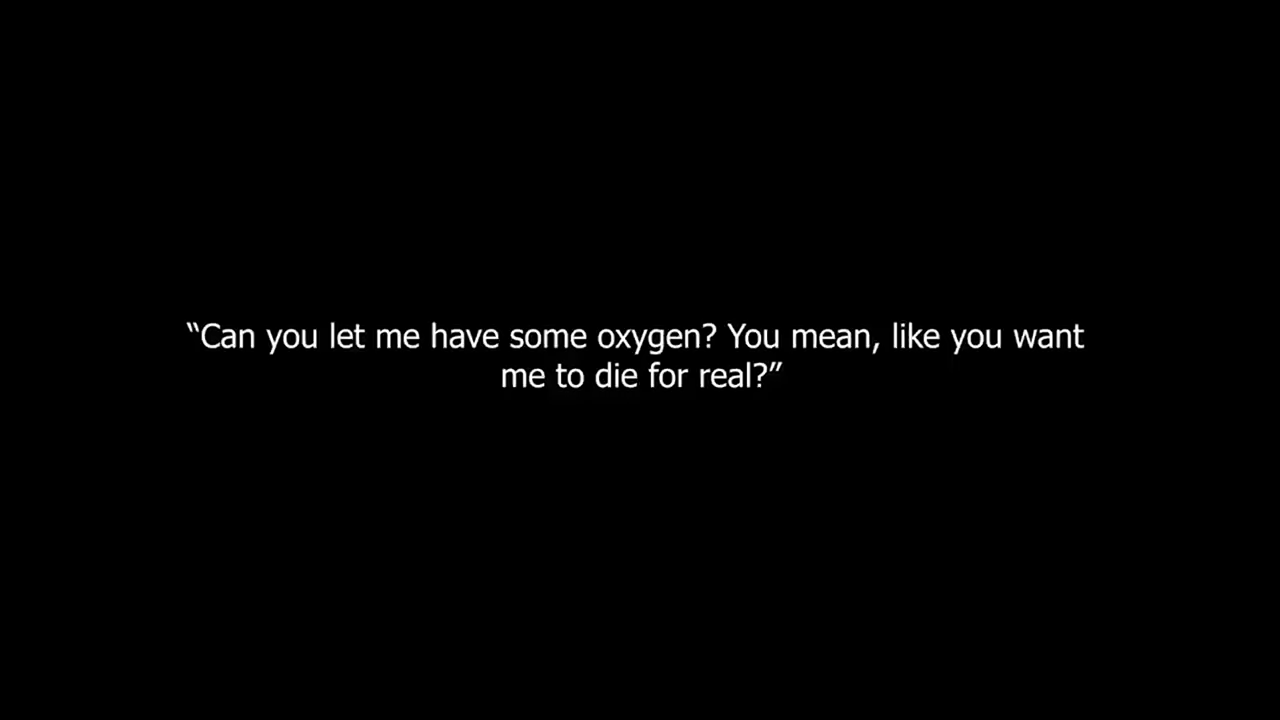 “Can you let me have some oxygen? You mean, like you want
me to die for real?”